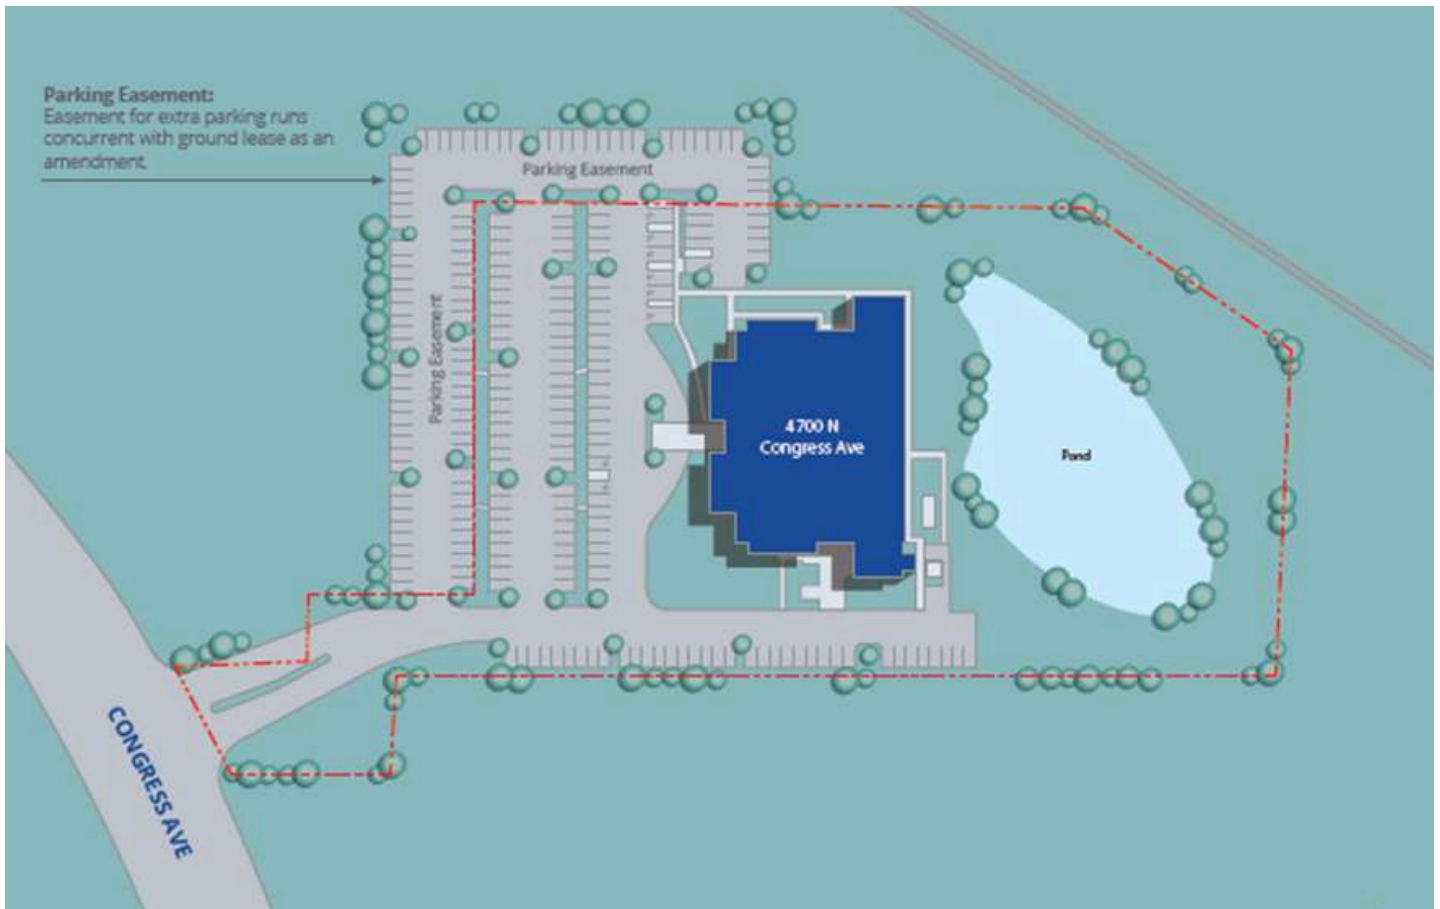 Parking Easement:
Easement for extra parking runs
concurrent with ground lease as an
amendment.
Parking Easement
Parking Easement
4700 N
Congress Ave
Pond
CONGRESS AVE